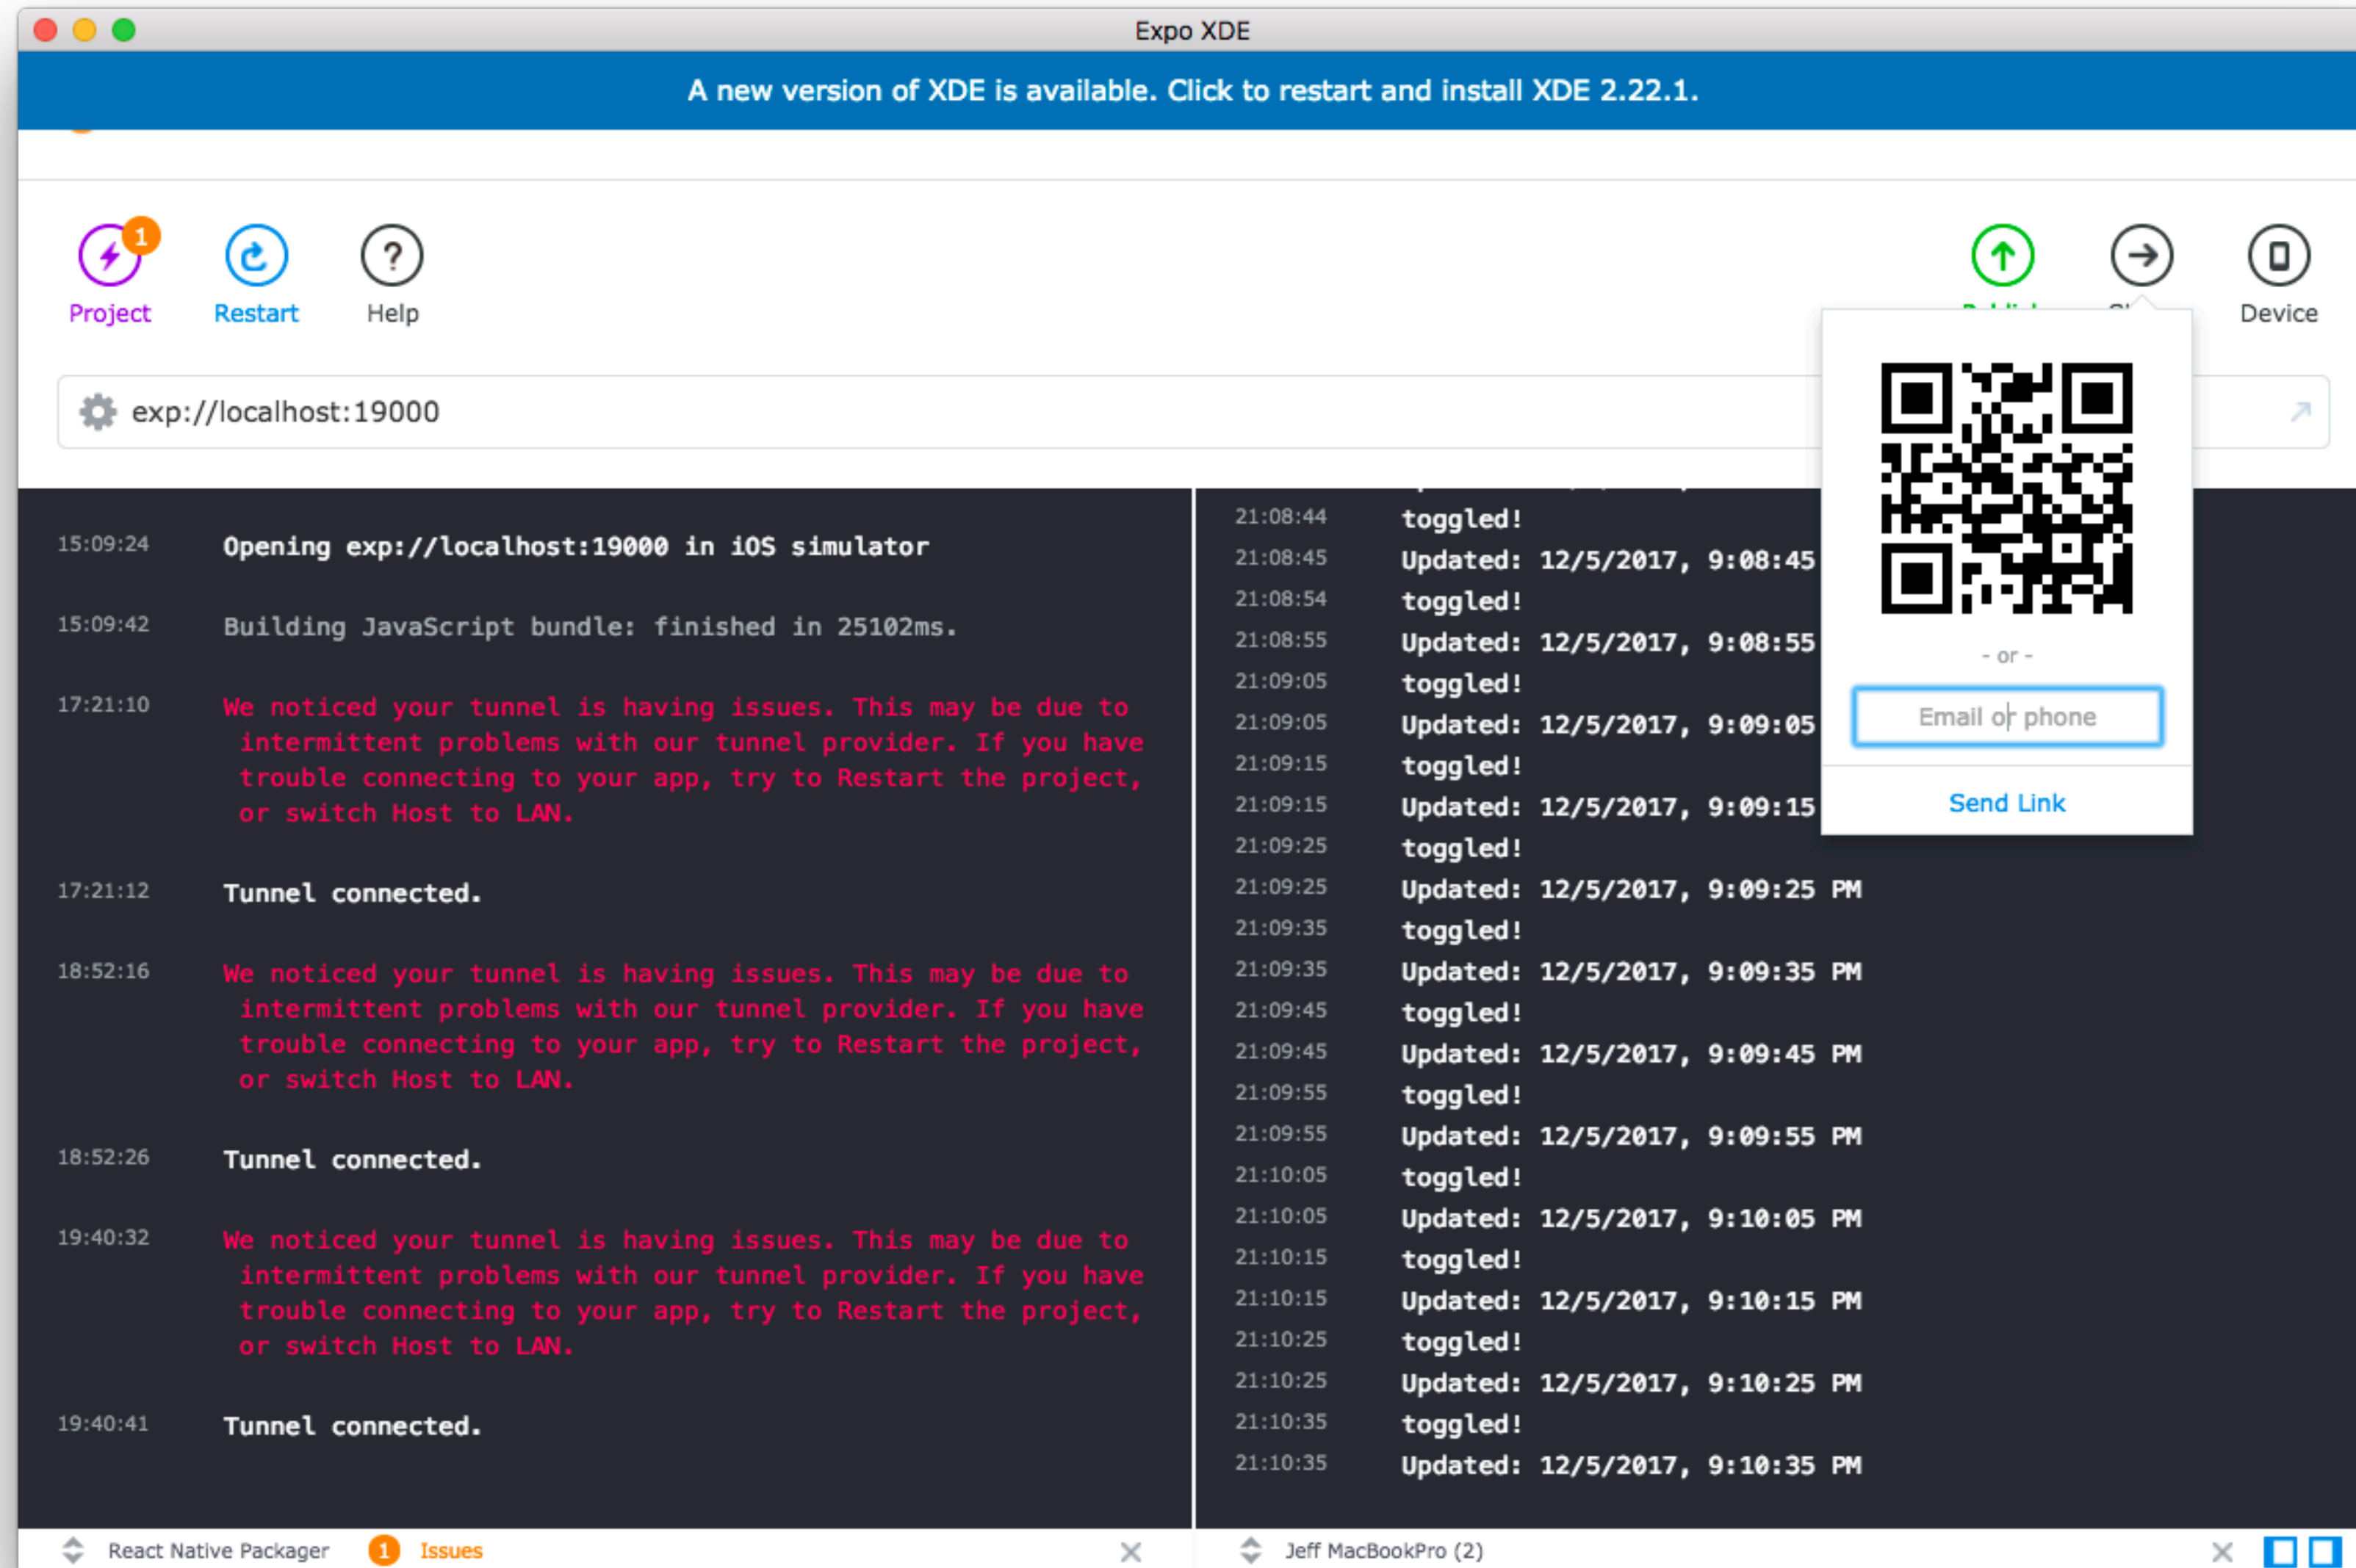 Expo XDE
A new version of XDE is available. Click to restart and install XDE 2.22.1.
1
Project
Restart
?
Help
Device
exp://localhost:19000
15:09:24 Opening exp://localhost:19000 in iOS simulator
15:09:42 Building JavaScript bundle: finished in 25102ms.
17:21:10 We noticed your tunnel is having issues. This may be due to
intermittent problems with our tunnel provider. If you have
trouble connecting to your app, try to Restart the project,
or switch Host to LAN.
17:21:12 Tunnel connected.
18:52:16 We noticed your tunnel is having issues. This may be due to
intermittent problems with our tunnel provider. If you have
trouble connecting to your app, try to Restart the project,
or switch Host to LAN.
18:52:26 Tunnel connected.
19:40:32 We noticed your tunnel is having issues. This may be due to
intermittent problems with our tunnel provider. If you have
trouble connecting to your app, try to Restart the project,
or switch Host to LAN.
19:40:41 Tunnel connected.
React Native Packager 1 Issues
21:08:44 toggled!
21:08:45 Updated: 12/5/2017, 9:08:45
21:08:54 toggled!
21:08:55 Updated: 12/5/2017, 9:08:55
21:09:05 toggled!
21:09:05 Updated: 12/5/2017, 9:09:05
21:09:15 toggled!
21:09:15 Updated: 12/5/2017, 9:09:15
21:09:25 toggled!
21:09:25 Updated: 12/5/2017, 9:09:25 PM
21:09:35 toggled!
21:09:35 Updated: 12/5/2017, 9:09:35 PM
21:09:45 toggled!
21:09:45 Updated: 12/5/2017, 9:09:45 PM
21:09:55 toggled!
21:09:55 Updated: 12/5/2017, 9:09:55 PM
21:10:05 toggled!
21:10:05 Updated: 12/5/2017, 9:10:05 PM
21:10:15 toggled!
21:10:15 Updated: 12/5/2017, 9:10:15 PM
21:10:25 toggled!
21:10:25 Updated: 12/5/2017, 9:10:25 PM
21:10:35 toggled!
21:10:35 Updated: 12/5/2017, 9:10:35 PM
Jeff MacBookPro (2)
- or -
Email or phone
Send Link